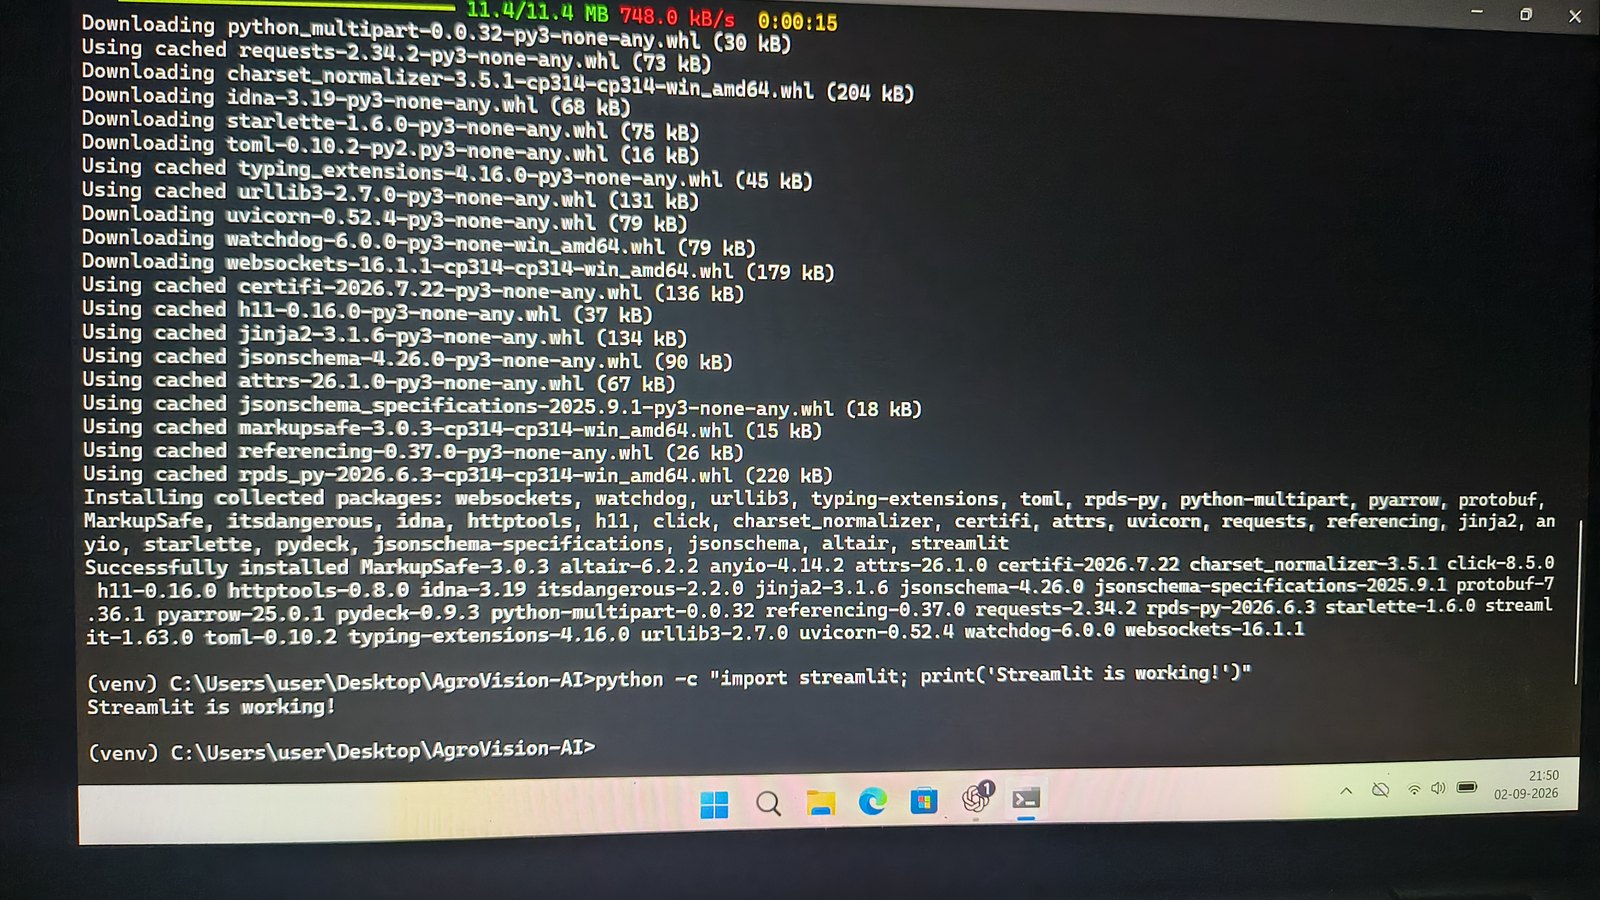 11.4/11.4 MB 748.0 kB/s 0:00:15
Downloading python_multipart-0.0.32-py3-none-any.whl (30 kB)
Using cached requests-2.34.2-py3-none-any.whl (73 kB)
Downloading charset_normalizer-3.5.1-cp314-cp314-win_amd64.whl (204 kB)
Downloading idna-3.19-py3-none-any.whl (68 kB)
Downloading starlette-1.6.0-py3-none-any.whl (75 kB)
Downloading toml-0.10.2-py2.py3-none-any.whl (16 kB)
Using cached typing_extensions-4.16.0-py3-none-any.whl (45 kB)
Using cached urllib3-2.7.0-py3-none-any.whl (131 kB)
Downloading uvicorn-0.52.4-py3-none-any.whl (79 kB)
Downloading watchdog-6.0.0-py3-none-win_amd64.whl (79 kB)
Downloading websockets-16.1.1-cp314-cp314-win_amd64.whl (179 kB)
Using cached certifi-2026.7.22-py3-none-any.whl (136 kB)
Using cached h11-0.16.0-py3-none-any.whl (37 kB)
Using cached jinja2-3.1.6-py3-none-any.whl (134 kB)
Using cached jsonschema-4.26.0-py3-none-any.whl (90 kB)
Using cached attrs-26.1.0-py3-none-any.whl (67 kB)
Using cached jsonschema_specifications-2025.9.1-py3-none-any.whl (18 kB)
Using cached markupsafe-3.0.3-cp314-cp314-win_amd64.whl (15 kB)
Using cached referencing-0.37.0-py3-none-any.whl (26 kB)
Using cached rpds_py-2026.6.3-cp314-cp314-win_amd64.whl (220 kB)
Installing collected packages: websockets, watchdog, urllib3, typing-extensions, toml, rpds-py, python-multipart, pyarrow, protobuf,
MarkupSafe, itsdangerous, idna, httptools, h11, click, charset_normalizer, certifi, attrs, uvicorn, requests, referencing, jinja2, an
yio, starlette, pydeck, jsonschema-specifications, jsonschema, altair, streamlit
Successfully installed MarkupSafe-3.0.3 altair-6.2.2 anyio-4.14.2 attrs-26.1.0 certifi-2026.7.22 charset_normalizer-3.5.1 click-8.5.0
h11-0.16.0 httptools-0.8.0 idna-3.19 itsdangerous-2.2.0 jinja2-3.1.6 jsonschema-4.26.0 jsonschema-specifications-2025.9.1 protobuf-7
.36.1 pyarrow-25.0.1 pydeck-0.9.3 python-multipart-0.0.32 referencing-0.37.0 requests-2.34.2 rpds-py-2026.6.3 starlette-1.6.0 streaml
it-1.63.0 toml-0.10.2 typing-extensions-4.16.0 urllib3-2.7.0 uvicorn-0.52.4 watchdog-6.0.0 websockets-16.1.1
(venv) C:\Users\user\Desktop\AgroVision-AI>python -c "import streamlit; print('Streamlit is working!')"
Streamlit is working!
(venv) C:\Users\user\Desktop\AgroVision-AI>
1
21:50
02-09-2026